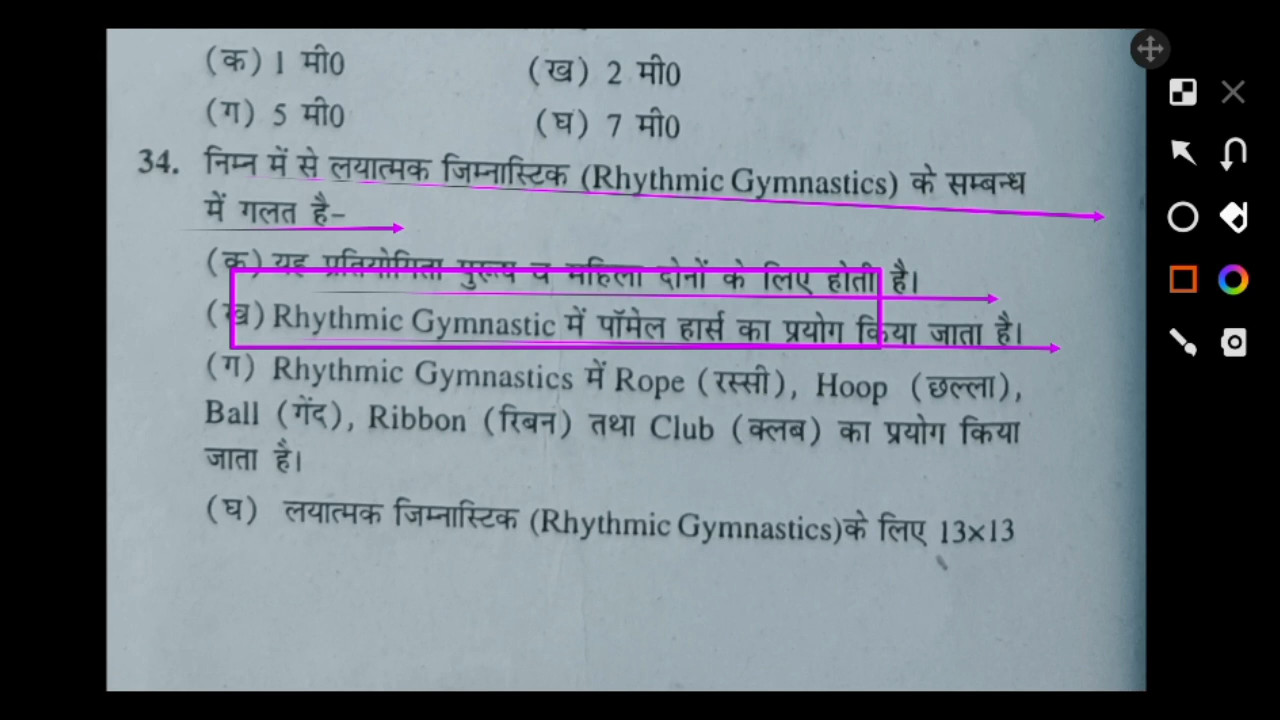 (क) 1 मी0 (ख) 2 मी0
(ग) 5 मी0 (घ) 7 मी0
34. निम्न में से लयात्मक जिम्नास्टिक (Rhythmic Gymnastics) के सम्बन्ध
में गलत है-
(क) यह प्रतियोगिता पुरूष व महिला दोनों के लिए होती है।
(ख) Rhythmic Gymnastic में पॉमेल हार्स का प्रयोग किया जाता है।
(ग) Rhythmic Gymnastics में Rope (रस्सी), Hoop (छल्ला),
Ball (गेंद), Ribbon (रिबन) तथा Club (क्लब) का प्रयोग किया
जाता है।
(घ) लयात्मक जिम्नास्टिक (Rhythmic Gymnastics)के लिए 13×13